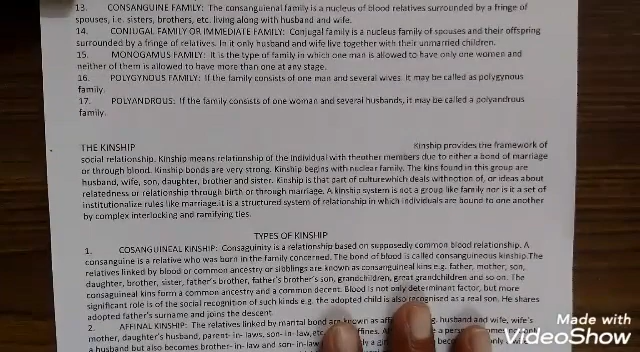 13. CONSANGUINE FAMILY: The consanguienal family is a nucleus of blood relatives surrounded by a fringe of
spouses, i.e. sisters, brothers, etc. living along with husband and wife.
14. CONJUGAL FAMILY OR IMMEDIATE FAMILY: Conjugal family is a nucleus family of spouses and their offspring
surrounded by a fringe of relatives. In it only husband and wife live together with their unmarried children.
15. MONOGAMUS FAMILY: It is the type of family in which one man is allowed to have only one women and
neither of them is allowed to have more than one at any stage.
16. POLYGYNOUS FAMILY: If the family consists of one man and several wives. It may be called as polygynous
family.
17. POLYANDROUS: If the family consists of one woman and several husbands, it may be called a polyandrous
family.
THE KINSHIP Kinship provides the framework of
social relationship. Kinship means relationship of the individual with theother members due to either a bond of marriage
or through blood. Kinship bonds are very strong. Kinship begins with nuclear family. The kins found in this group are
husband, wife, son, daughter, brother and sister. Kinship is that part of culturewhich deals withnotion of, or ideas about
relatedness or relationship through birth or through marriage. A kinship system is not a group like family nor is it a set of
institutionalize rules like marriage.it is a structured system of relationship in which individuals are bound to one another
by complex interlocking and ramifying ties.
TYPES OF KINSHIP
1. COSANGUINEAL KINSHIP: Consaguinity is a relationship based on supposedly common blood relationship. A
consanguine is a relative who was born in the family concerned. The bond of blood is called consanguineous kinship.The
relatives linked by blood or common ancestry or sibblings are known as consanguineal kins e.g. father, mother, son,
daughter, brother, sister, father's brother, father's brother's son, grandchildren, great grandchildren and so on. The
consaguineal kins form a common ancestry and a common decent. Blood is not only determinant factor, but more
significant role is of the social recognition of such kinds e.g. the adopted child is also recognised as a real son. He shares
adopted father's surname and joins the descent.
2. AFFINAL KINSHIP: The relatives linked by marital bond are known as husband and wife, wife's
mother, daughter's husband, parent- in- laws, son- in- law, a
a husband but also becomes brother- in- law and son- in-
Made with
VideoShow